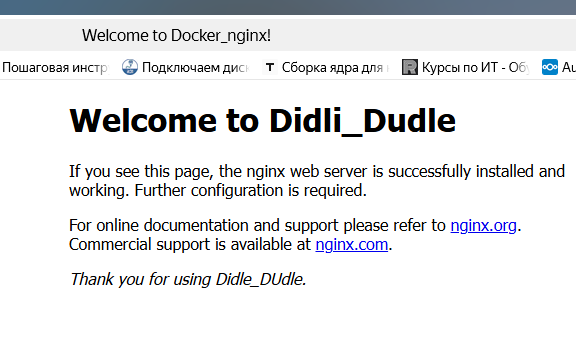 Welcome to Docker_nginx!
Пошаговая инстр Подключаем дис Сборка ядра для Курсы по ИТ - Об Au
Welcome to Didli_Dudle
If you see this page, the nginx web server is successfully installed and
working. Further configuration is required.
For online documentation and support please refer to nginx.org.
Commercial support is available at nginx.com.
Thank you for using Didle_DUdle.